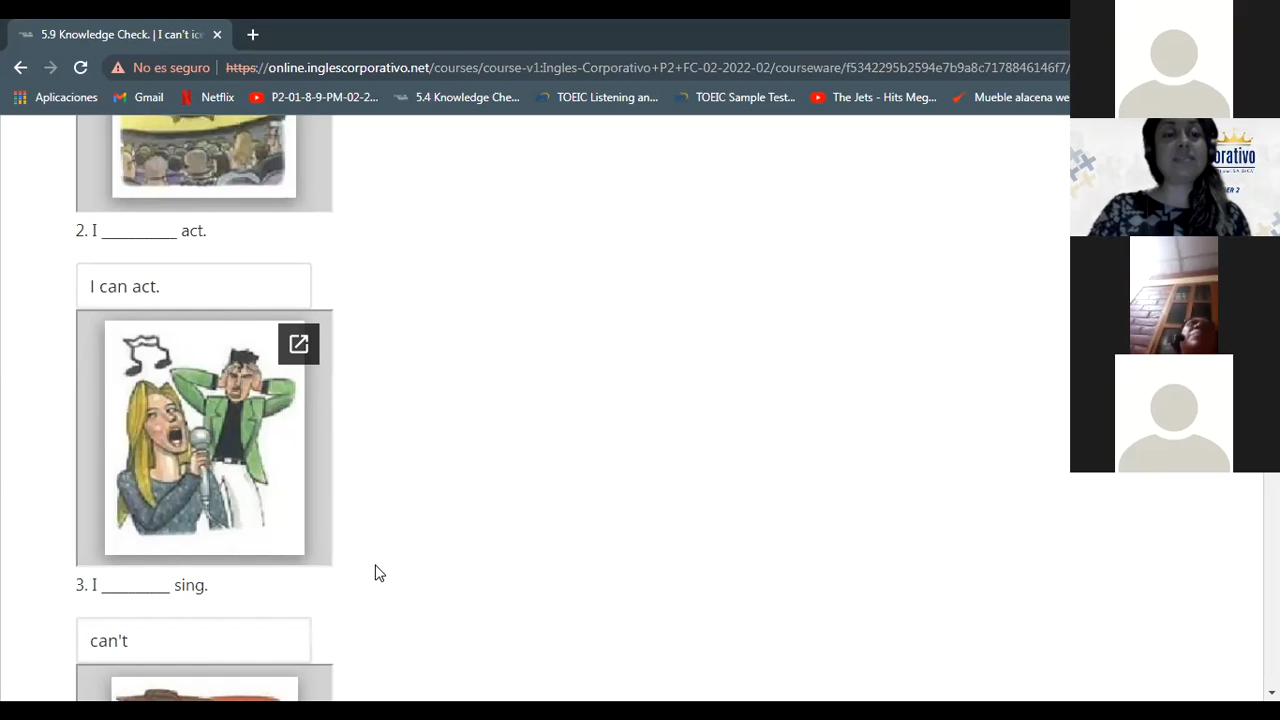 5.9 Knowledge Check. | I can't ice
No es seguro
https://online.inglescorporativo.net/courses/course-v1:Ingles-Corporativo+P2+FC-02-2022-02/courseware/f5342295b2594e7b9a8c7178846146f7/
Aplicaciones
Gmail
Netflix
P2-01-8-9-PM-02-2...
5.4 Knowledge Che...
TOEIC Listening an...
TOEIC Sample Test...
The Jets - Hits Meg...
Mueble alacena we
orativo
2. I __________ act.
I can act.
3. I _________ sing.
can't